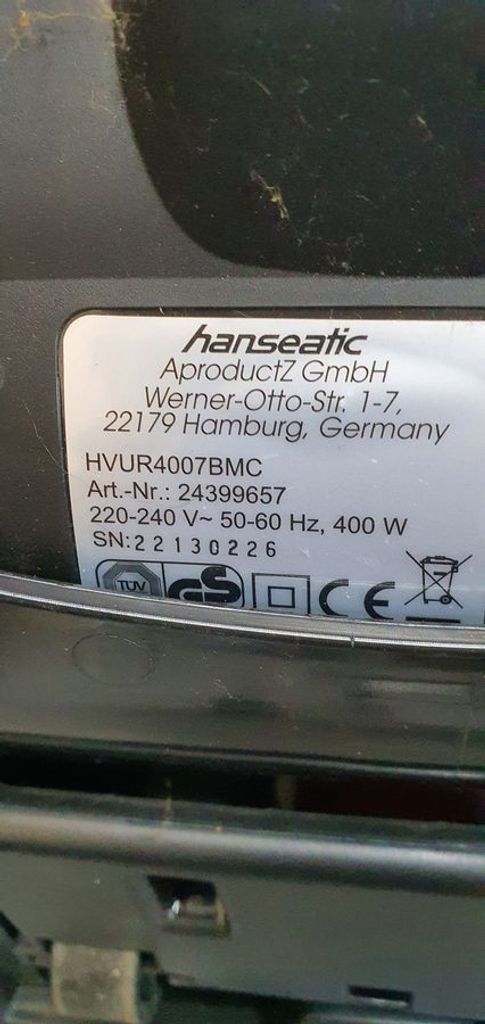 hanseatic
AproductZ GmbH
Werner-Otto-Str. 1-7,
22179 Hamburg, Germany
HVUR4007BMC
Art.-Nr.: 24399657
220-240 V~ 50-60 Hz, 400 W
SN:22130226
TÜV GS CE